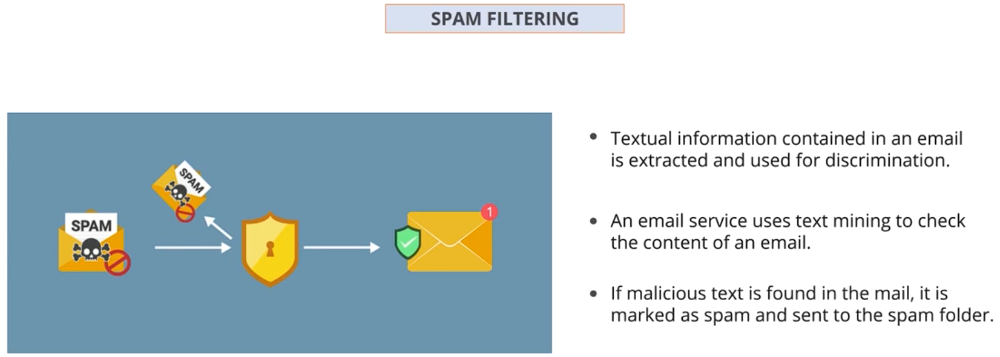 SPAM FILTERING
SPAM
SPAM
1
• Textual information contained in an email
is extracted and used for discrimination.
• An email service uses text mining to check
the content of an email.
• If malicious text is found in the mail, it is
marked as spam and sent to the spam folder.